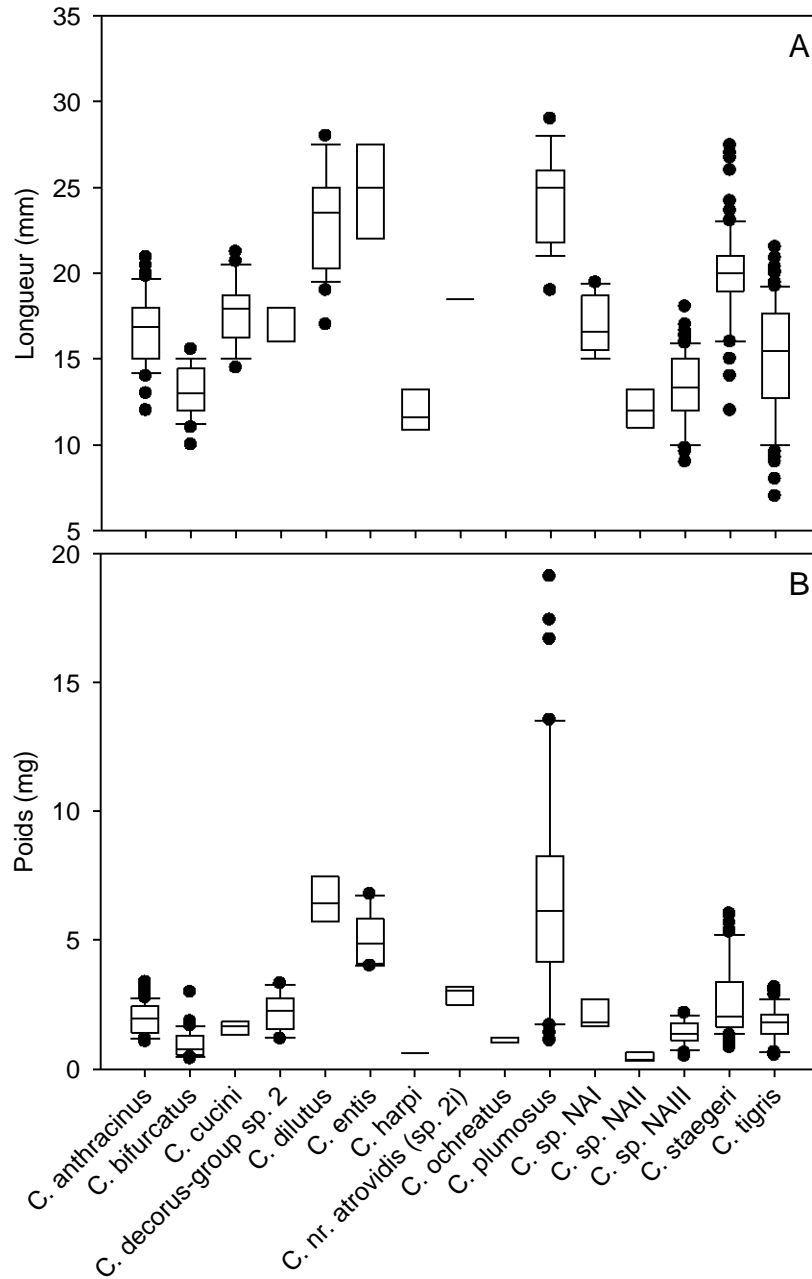 A
35
30
25
20
15
10
5
Longueur (mm)
B
20
15
10
5
0
Poids (mg)
C. anthracinus
C. bifurcatus
C. cucini
C. decorus-group sp. 2
C. dilutus
C. entis
C. harpi
C. nr. atrovidis (sp. 2i)
C. ochreatus
C. plumosus
C. sp. NAI
C. sp. NAII
C. sp. NAIII
C. staegeri
C. tigris